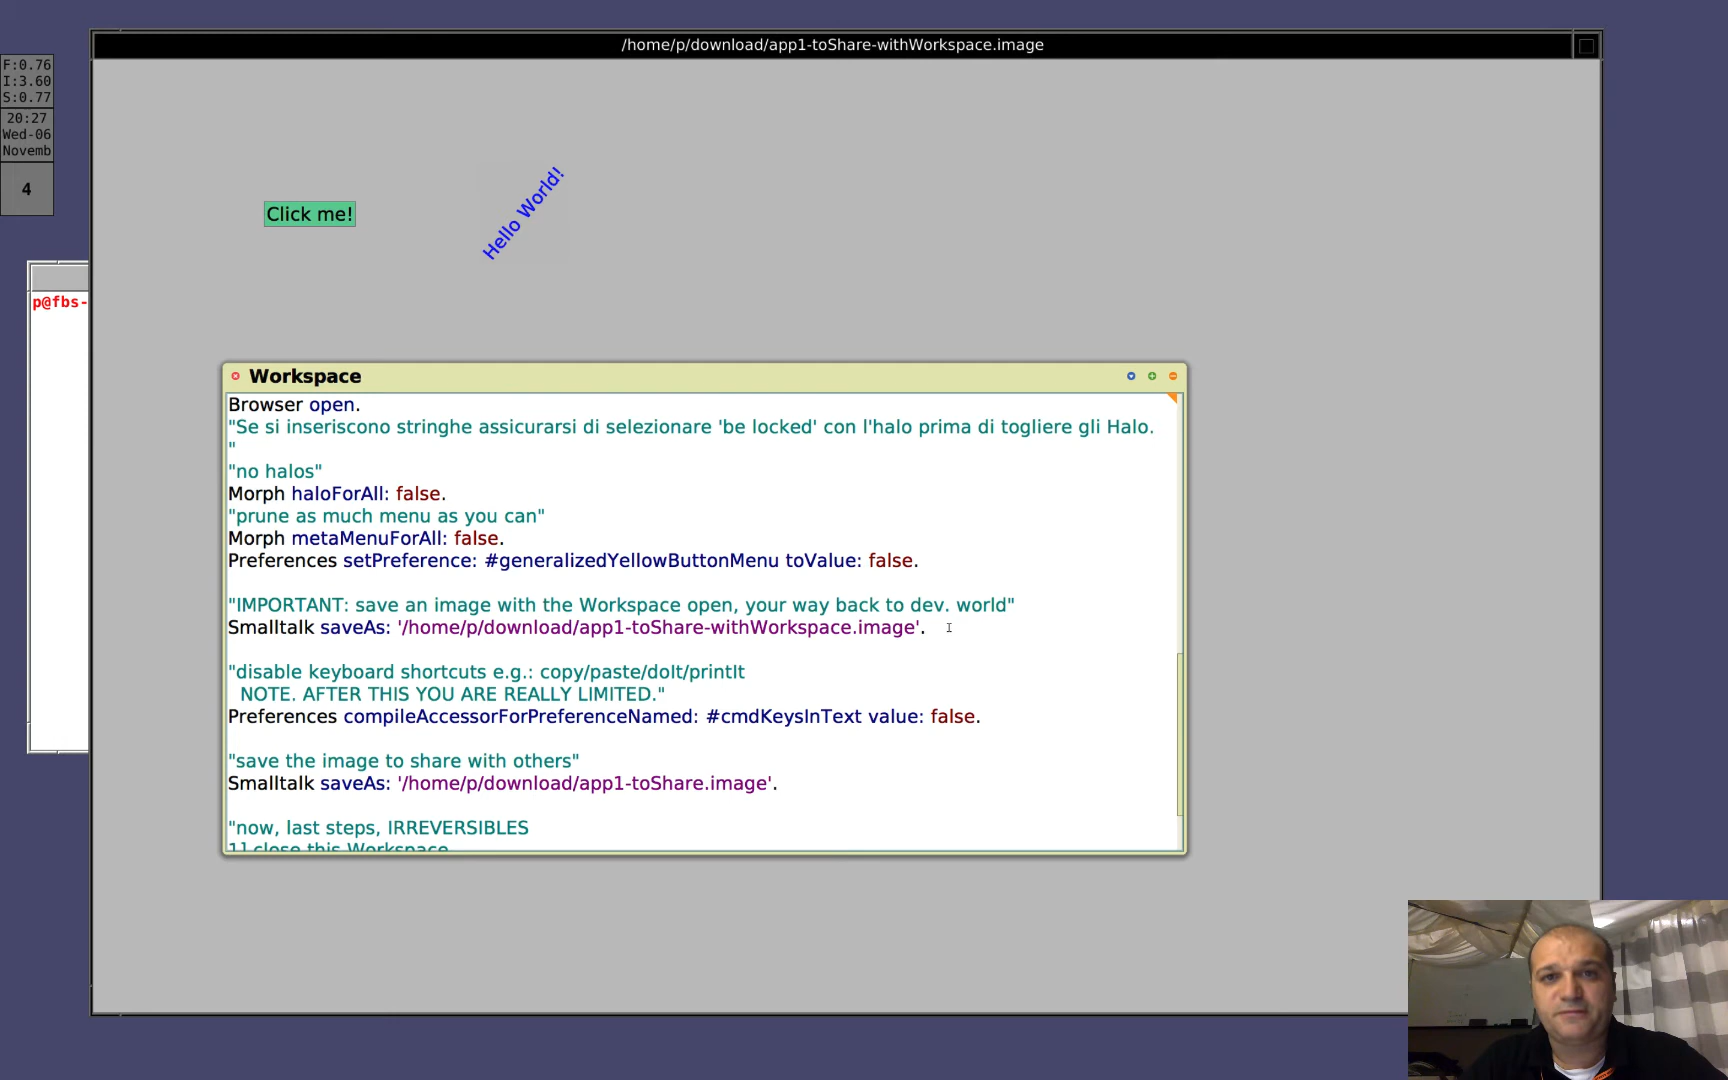 /home/p/download/app1-toShare-withWorkspace.image
F:0.76
I:3.60
S:0.77
20:27
Wed-06
Novemb
4
Click me!
Hello World!
p@fbs-
Workspace
Browser open.
"Se si inseriscono stringhe assicurarsi di selezionare 'be locked' con l'halo prima di togliere gli Halo.
"
"no halos"
Morph haloForAll: false.
"prune as much menu as you can"
Morph metaMenuForAll: false.
Preferences setPreference: #generalizedYellowButtonMenu toValue: false.
"IMPORTANT: save an image with the Workspace open, your way back to dev. world"
Smalltalk saveAs: '/home/p/download/app1-toShare-withWorkspace.image'.
"disable keyboard shortcuts e.g.: copy/paste/doIt/printIt
NOTE. AFTER THIS YOU ARE REALLY LIMITED."
Preferences compileAccessorForPreferenceNamed: #cmdKeysInText value: false.
"save the image to share with others"
Smalltalk saveAs: '/home/p/download/app1-toShare.image'.
"now, last steps, IRREVERSIBLES
1] close this Workspace